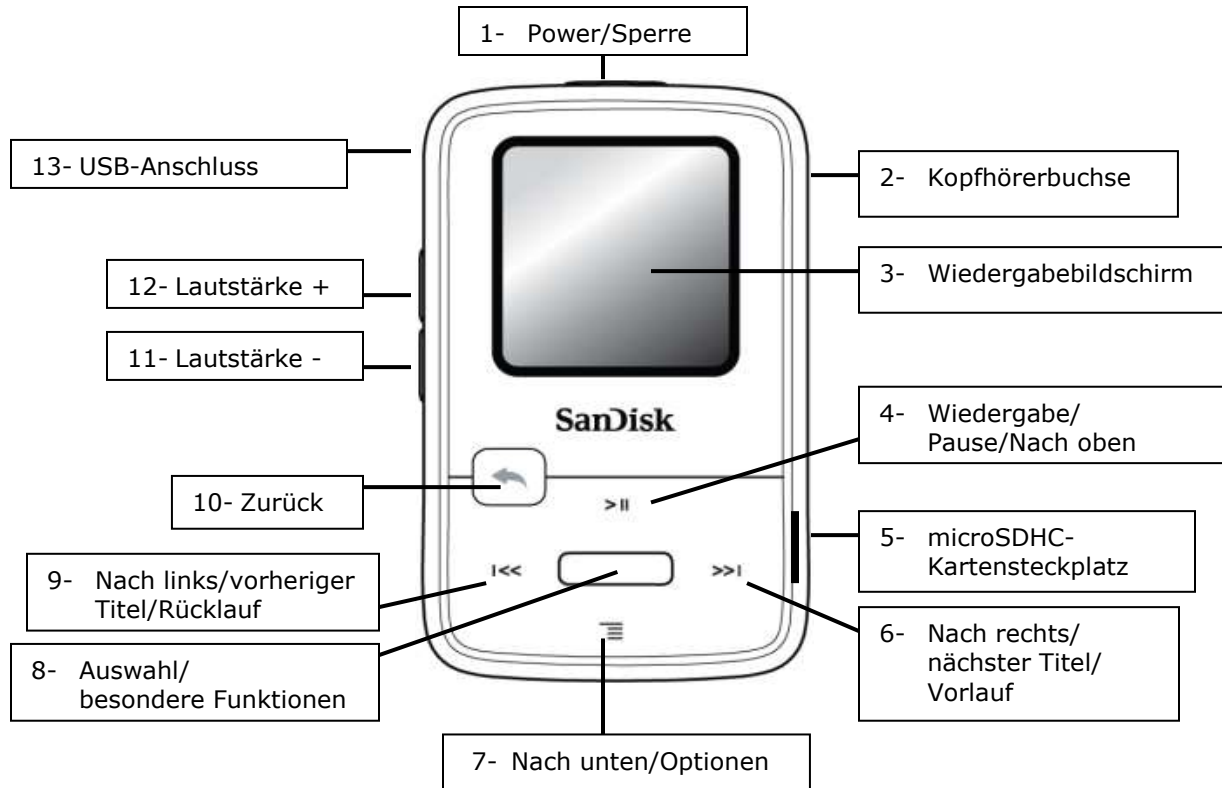 1- Power/Sperre
13- USB-Anschluss
2- Kopfhörerbuchse
12- Lautstärke +
3- Wiedergabebildschirm
11- Lautstärke -
SanDisk
4- Wiedergabe/
Pause/Nach oben
10- Zurück
>II
5- microSDHC-
Kartensteckplatz
9- Nach links/vorheriger
Titel/Rücklauf
I<<
>>I
6- Nach rechts/
nächster Titel/
Vorlauf
8- Auswahl/
besondere Funktionen
7- Nach unten/Optionen